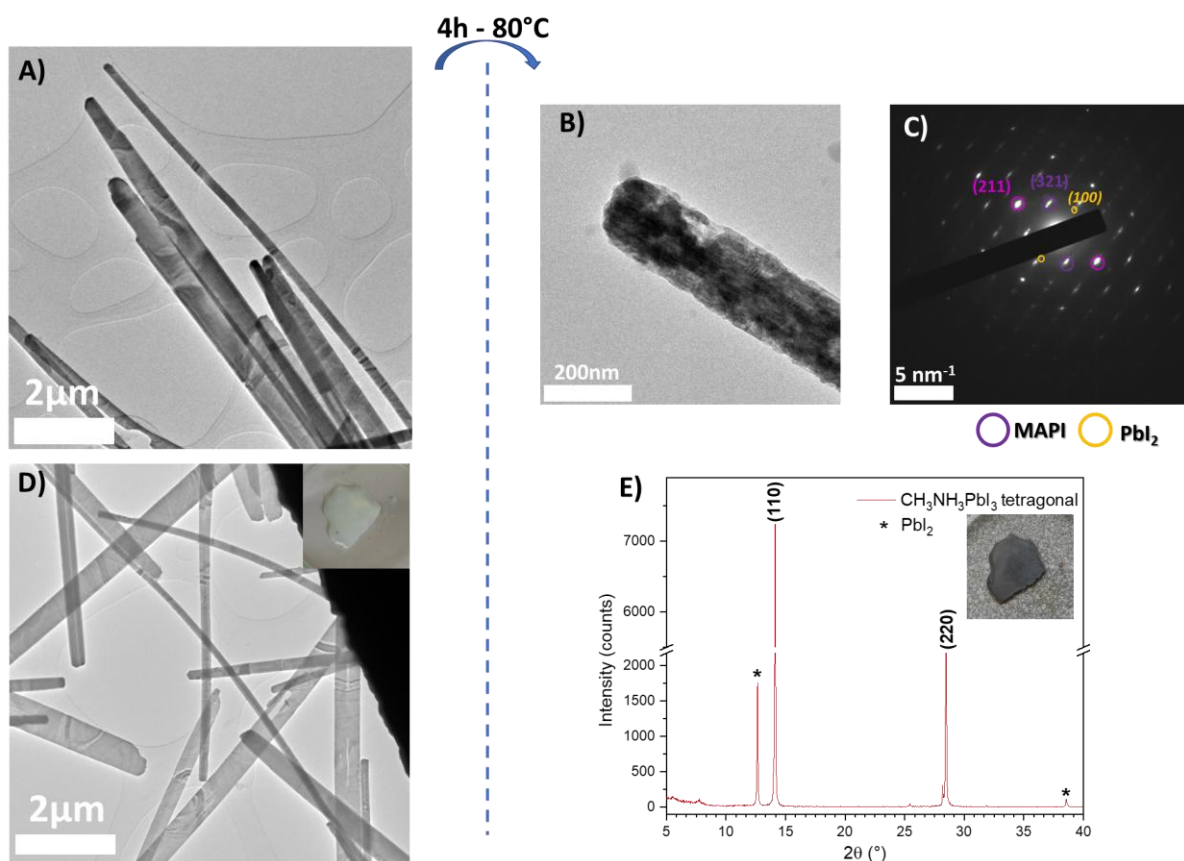 4h - 80°C
A)
2µm
B)
200nm
C)
(211)
(321)
(100)
5 nm⁻¹
MAPI
PbI₂
D)
2µm
E)
(110)
CH₃NH₃PbI₃ tetragonal
* PbI₂
7000
6000
2000
*
(220)
1500
1000
500
*
0
Intensity (counts)
5 10 15 20 25 30 35 40
2θ (°)